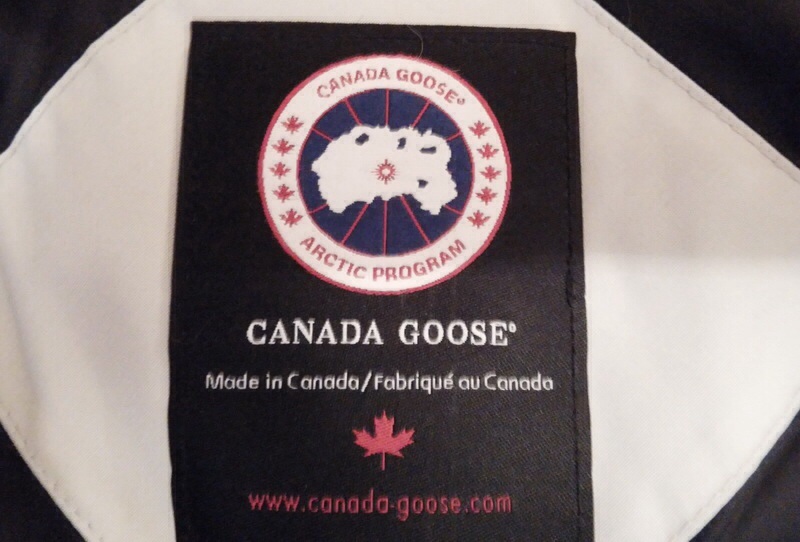 CANADA GOOSE®
ARCTIC PROGRAM
CANADA GOOSE®
Made in Canada/Fabriqué au Canada
www.canada-goose.com